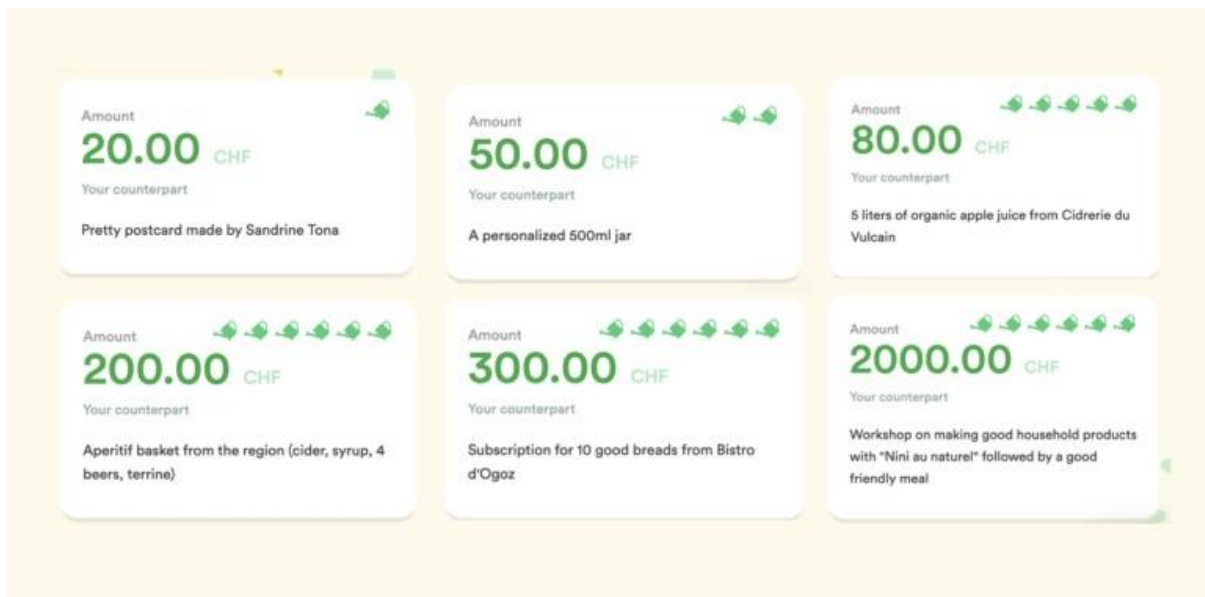 Amount
20.00 CHF
Your counterpart
Pretty postcard made by Sandrine Tona
Amount
50.00 CHF
Your counterpart
A personalized 500ml jar
Amount
80.00 CHF
Your counterpart
5 liters of organic apple juice from Cidrerie du
Vulcain
Amount
200.00 CHF
Your counterpart
Aperitif basket from the region (cider, syrup, 4
beers, terrine)
Amount
300.00 CHF
Your counterpart
Subscription for 10 good breads from Bistro
d'Ogoz
Amount
2000.00 CHF
Your counterpart
Workshop on making good household products
with "Nini au naturel" followed by a good
friendly meal